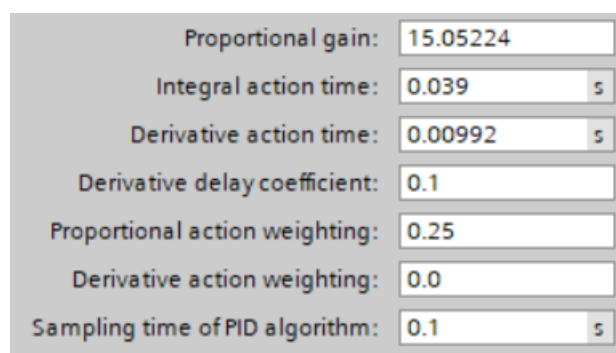 Proportional gain: 15.05224
Integral action time: 0.039 s
Derivative action time: 0.00992 s
Derivative delay coefficient: 0.1
Proportional action weighting: 0.25
Derivative action weighting: 0.0
Sampling time of PID algorithm: 0.1 s